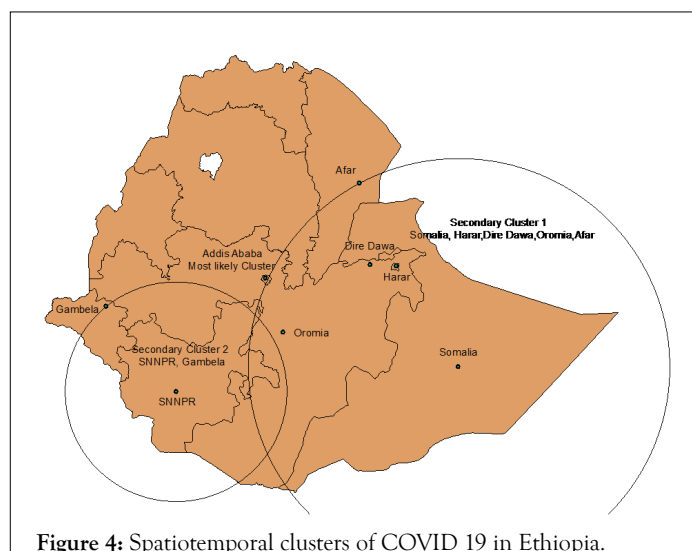 Afar
Secondary Cluster 1
Somalia, Harar,Dire Dawa,Oromia,Afar
Dire Dawa
Addis Ababa
Most likely Cluster
Harar
Gambela
Oromia
Secondary Cluster 2
SNNPR, Gambela
Somalia
SNNPR
Figure 4: Spatiotemporal clusters of COVID 19 in Ethiopia.